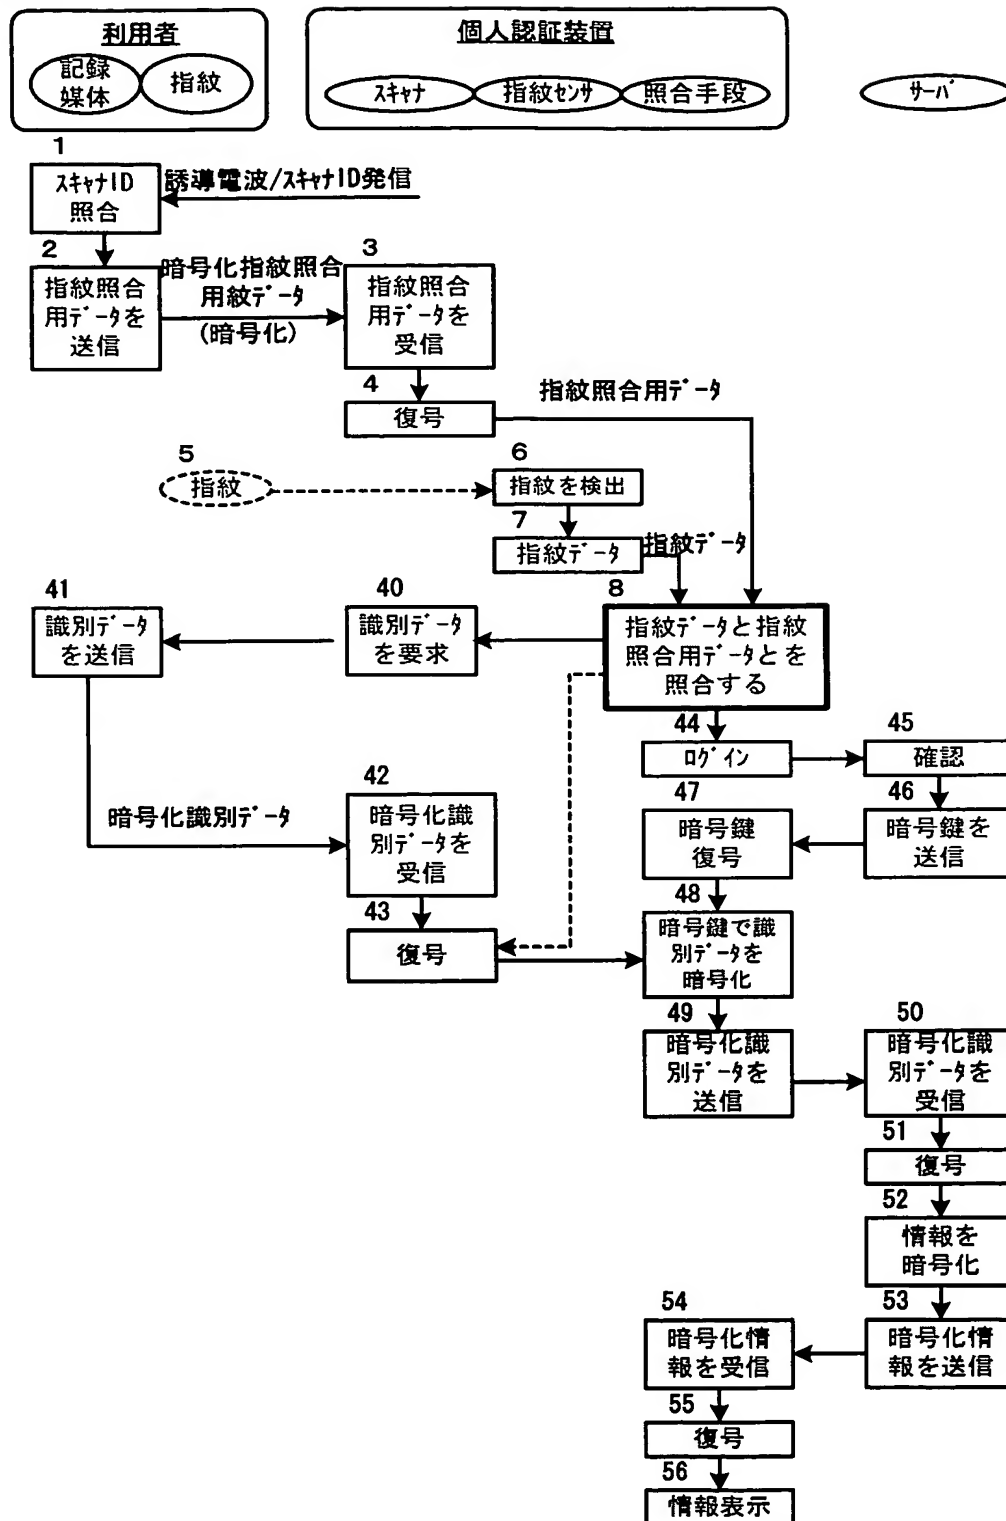 利用者
記録
媒体
指紋
個人認証装置
スキャナ
指紋センサ
照合手段
サーバ
1
スキャナID
照合
誘導電波/スキャナID発信
2
指紋照合
用データを
送信
暗号化指紋照合
用紋データ
(暗号化)
3
指紋照合
用データを
受信
4
復号
指紋照合用データ
5
指紋
6
指紋を検出
7
指紋データ
指紋データ
8
指紋データと指紋
照合用データとを
照合する
41
識別データ
を送信
40
識別データ
を要求
44
ログイン
45
確認
42
暗号化識
別データを
受信
暗号化識別データ
47
暗号鍵
復号
46
暗号鍵を
送信
43
復号
48
暗号鍵で識
別データを
暗号化
49
暗号化識
別データを
送信
50
暗号化識
別データを
受信
51
復号
52
情報を
暗号化
54
暗号化情
報を受信
53
暗号化情
報を送信
55
復号
56
情報表示